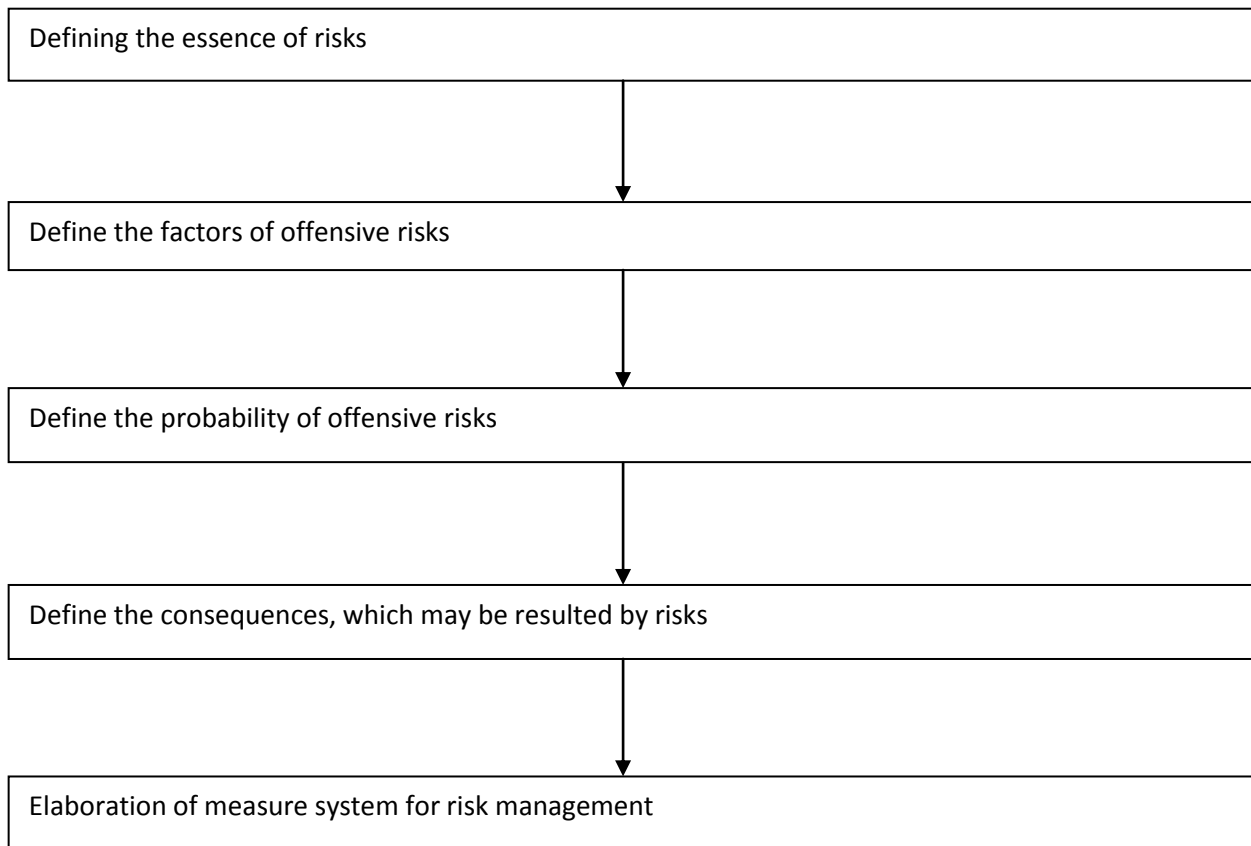 Defining the essence of risks
Define the factors of offensive risks
Define the probability of offensive risks
Define the consequences, which may be resulted by risks
Elaboration of measure system for risk management